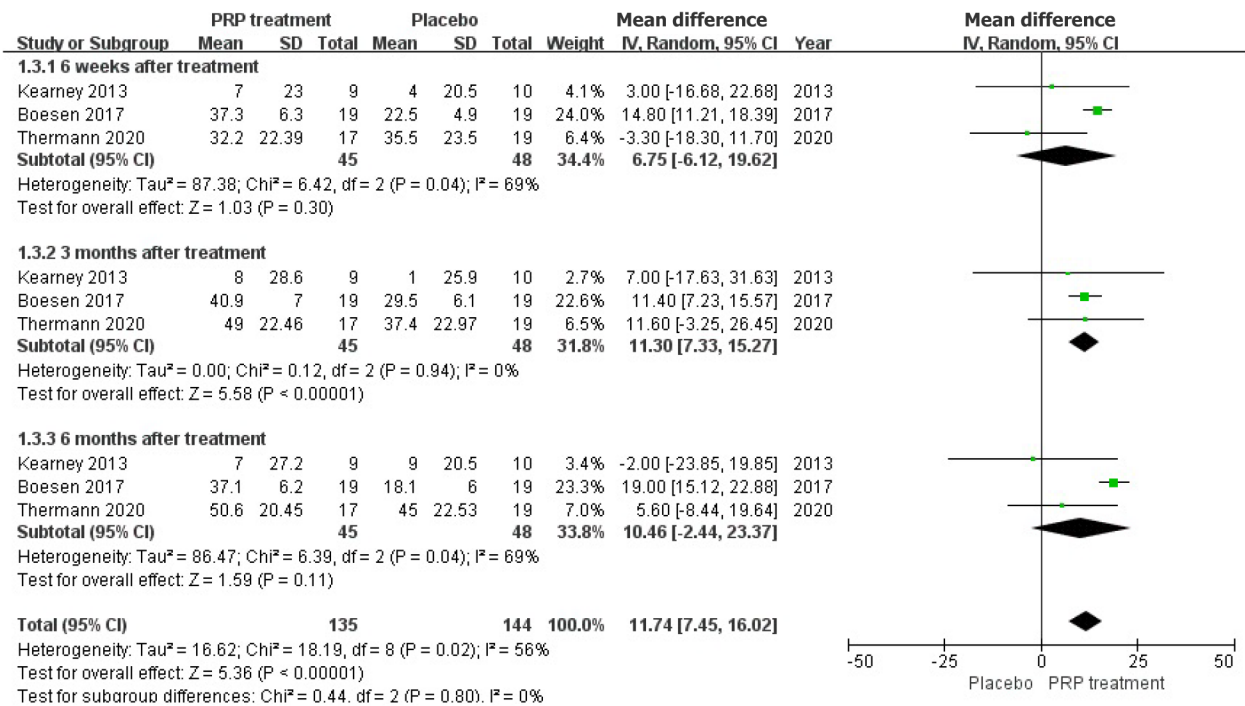 PRP treatment Placebo Mean difference Mean difference
Study or Subgroup Mean SD Total Mean SD Total Weight IV, Random, 95% CI Year IV, Random, 95% CI
1.3.1 6 weeks after treatment
Kearney 2013 7 23 9 4 20.5 10 4.1% 3.00 [-16.68, 22.68] 2013
Boesen 2017 37.3 6.3 19 22.5 4.9 19 24.0% 14.80 [11.21, 18.39] 2017
Thermann 2020 32.2 22.39 17 35.5 23.5 19 6.4% -3.30 [-18.30, 11.70] 2020
Subtotal (95% CI) 45 48 34.4% 6.75 [-6.12, 19.62]
Heterogeneity: Tau² = 87.38; Chi² = 6.42, df = 2 (P = 0.04); I² = 69%
Test for overall effect: Z = 1.03 (P = 0.30)
1.3.2 3 months after treatment
Kearney 2013 8 28.6 9 1 25.9 10 2.7% 7.00 [-17.63, 31.63] 2013
Boesen 2017 40.9 7 19 29.5 6.1 19 22.6% 11.40 [7.23, 15.57] 2017
Thermann 2020 49 22.46 17 37.4 22.97 19 6.5% 11.60 [-3.25, 26.45] 2020
Subtotal (95% CI) 45 48 31.8% 11.30 [7.33, 15.27]
Heterogeneity: Tau² = 0.00; Chi² = 0.12, df = 2 (P = 0.94); I² = 0%
Test for overall effect: Z = 5.58 (P < 0.00001)
1.3.3 6 months after treatment
Kearney 2013 7 27.2 9 9 20.5 10 3.4% -2.00 [-23.85, 19.85] 2013
Boesen 2017 37.1 6.2 19 18.1 6 19 23.3% 19.00 [15.12, 22.88] 2017
Thermann 2020 50.6 20.45 17 45 22.53 19 7.0% 5.60 [-8.44, 19.64] 2020
Subtotal (95% CI) 45 48 33.8% 10.46 [-2.44, 23.37]
Heterogeneity: Tau² = 86.47; Chi² = 6.39, df = 2 (P = 0.04); I² = 69%
Test for overall effect: Z = 1.59 (P = 0.11)
Total (95% CI) 135 144 100.0% 11.74 [7.45, 16.02]
Heterogeneity: Tau² = 16.62; Chi² = 18.19, df = 8 (P = 0.02); I² = 56%
Test for overall effect: Z = 5.36 (P < 0.00001)
Test for subgroup differences: Chi² = 0.44, df = 2 (P = 0.80), I² = 0%
-50 -25 0 25 50
Placebo PRP treatment